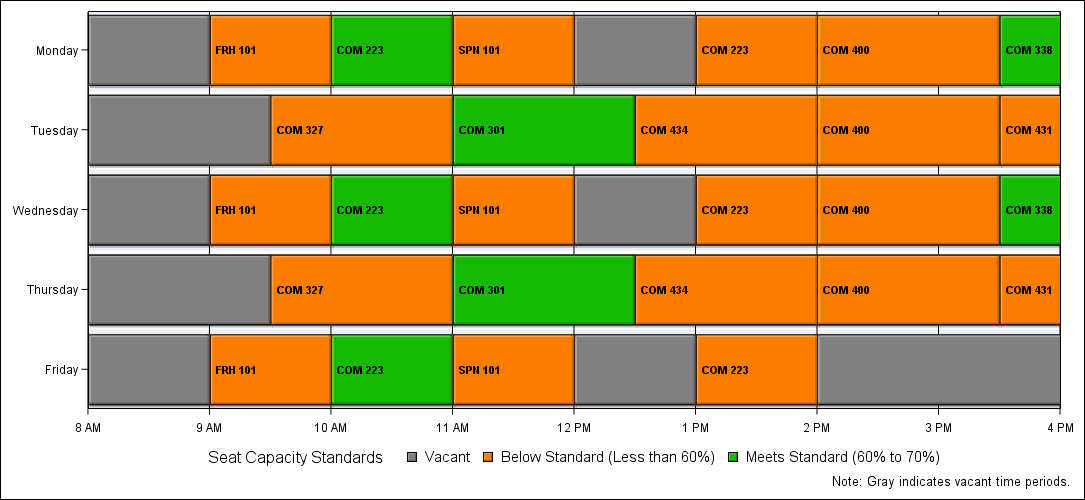 Monday FRH 101 COM 223 SPN 101 COM 223 COM 400 COM 338
Tuesday COM 327 COM 301 COM 434 COM 400 COM 431
Wednesday FRH 101 COM 223 SPN 101 COM 223 COM 400 COM 338
Thursday COM 327 COM 301 COM 434 COM 400 COM 431
Friday FRH 101 COM 223 SPN 101 COM 223
8 AM 9 AM 10 AM 11 AM 12 PM 1 PM 2 PM 3 PM 4 PM
Seat Capacity Standards Vacant Below Standard (Less than 60%) Meets Standard (60% to 70%)
Note: Gray indicates vacant time periods.